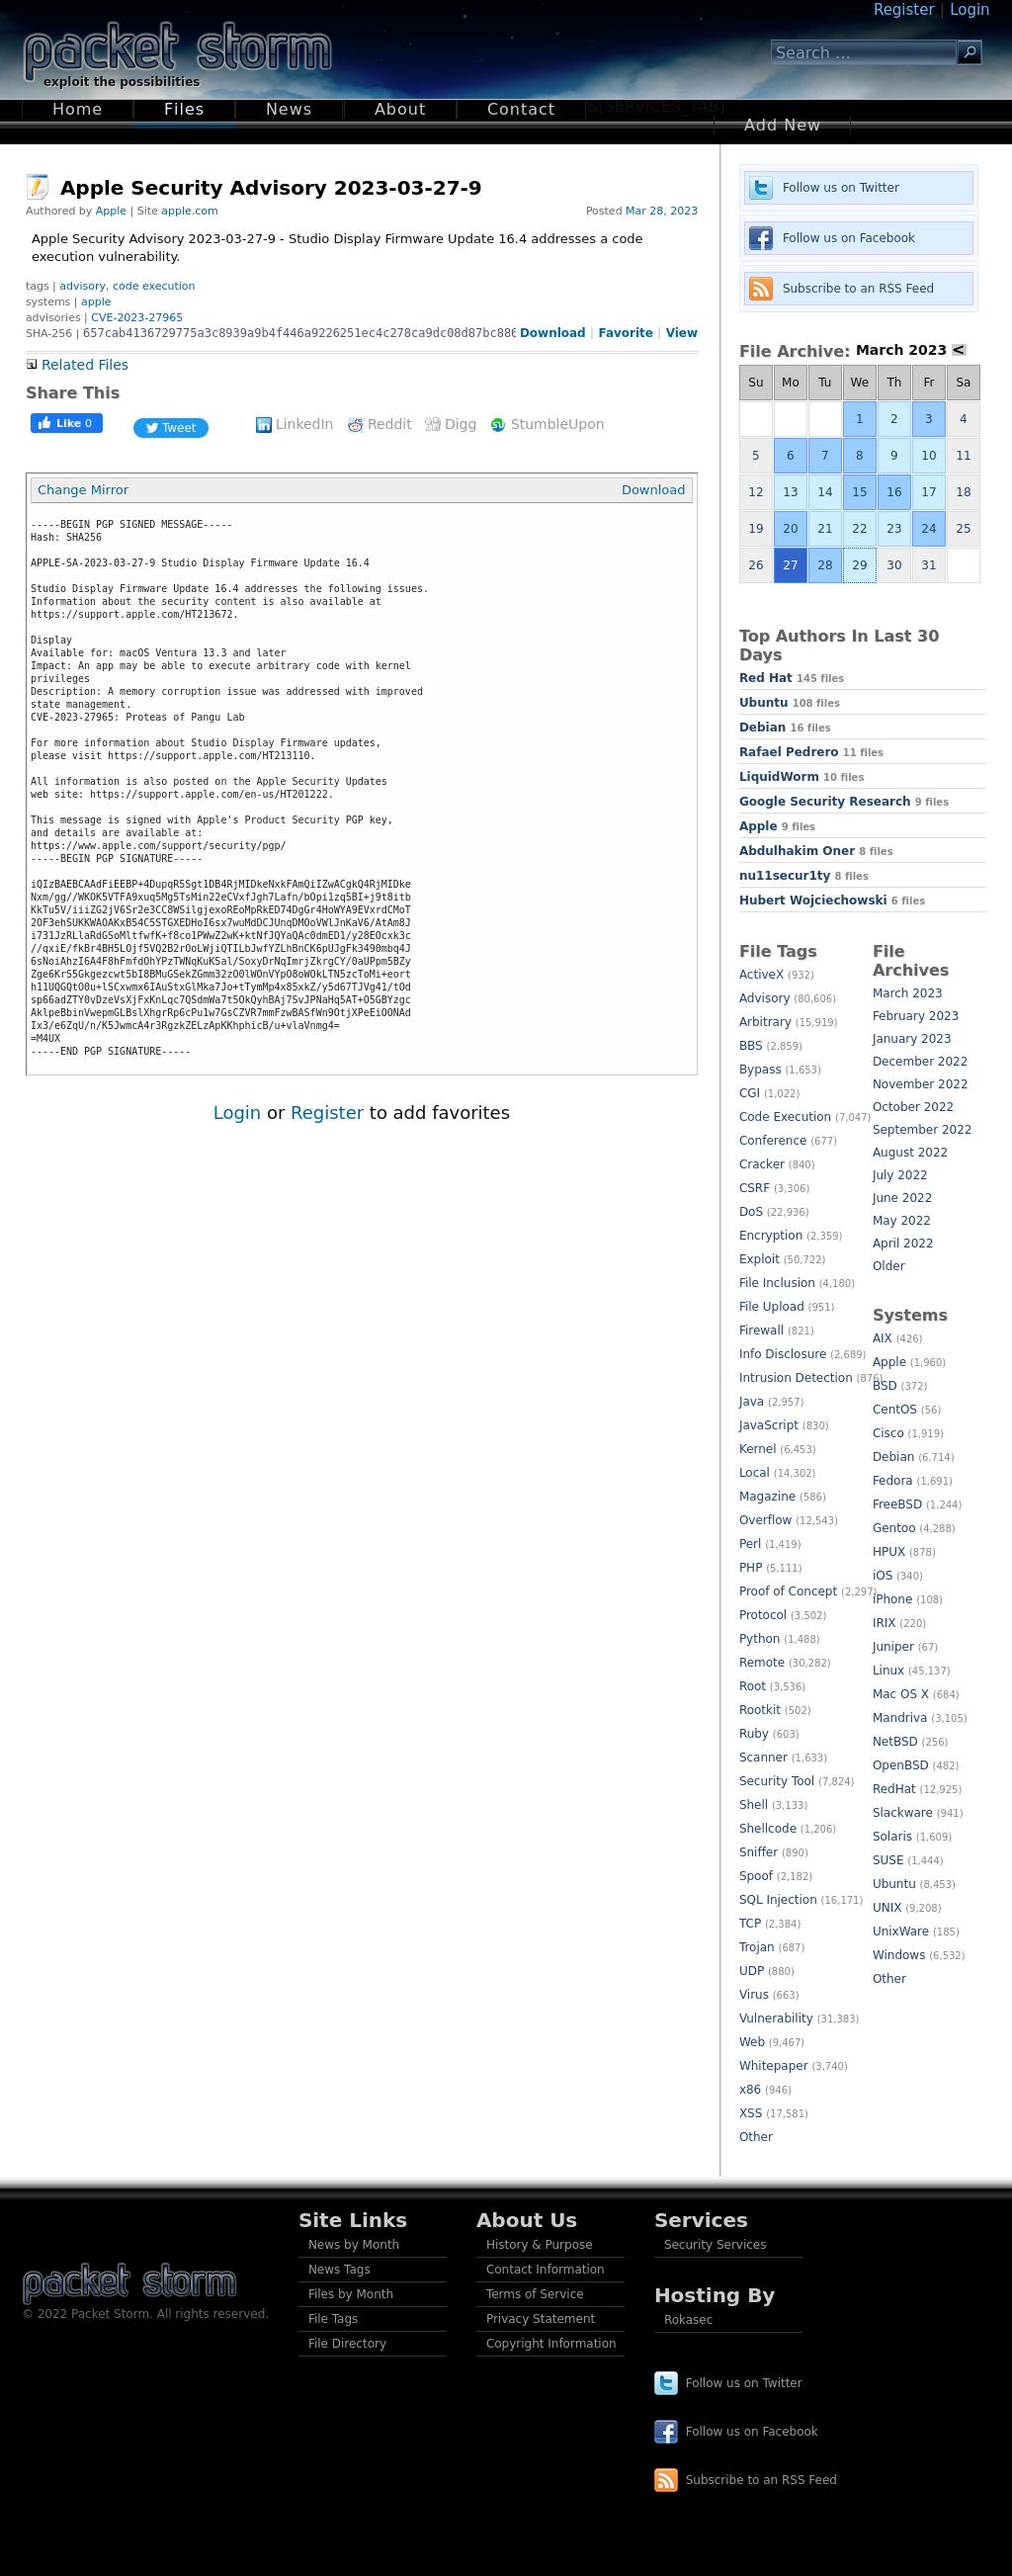 Register | Login
packet storm
exploit the possibilities
Search …
Home
Files
News
About
Contact
&[SERVICES_TAB]
Add New
Apple Security Advisory 2023-03-27-9
Authored by Apple | Site apple.com
Posted Mar 28, 2023
Apple Security Advisory 2023-03-27-9 - Studio Display Firmware Update 16.4 addresses a code
execution vulnerability.
tags | advisory, code execution
systems | apple
advisories | CVE-2023-27965
SHA-256 | 657cab4136729775a3c8939a9b4f446a9226251ec4c278ca9dc08d87bc886
Download | Favorite | View
Related Files
Share This
Like 0
Tweet
LinkedIn
Reddit
Digg
StumbleUpon
Change Mirror
Download
-----BEGIN PGP SIGNED MESSAGE-----
Hash: SHA256
APPLE-SA-2023-03-27-9 Studio Display Firmware Update 16.4
Studio Display Firmware Update 16.4 addresses the following issues.
Information about the security content is also available at
https://support.apple.com/HT213672.
Display
Available for: macOS Ventura 13.3 and later
Impact: An app may be able to execute arbitrary code with kernel
privileges
Description: A memory corruption issue was addressed with improved
state management.
CVE-2023-27965: Proteas of Pangu Lab
For more information about Studio Display Firmware updates,
please visit https://support.apple.com/HT213110.
All information is also posted on the Apple Security Updates
web site: https://support.apple.com/en-us/HT201222.
This message is signed with Apple's Product Security PGP key,
and details are available at:
https://www.apple.com/support/security/pgp/
-----BEGIN PGP SIGNATURE-----
iQIzBAEBCAAdFiEEBP+4DupqR5Sgt1DB4RjMIDkeNxkFAmQiIZwACgkQ4RjMIDke
Nxm/gg//WKOK5VTFA9xuq5Mg5TsMin22eCVxfJgh7Lafn/bOpi1zq5BI+j9t8itb
KkTu5V/iiiZG2jV6Sr2e3CC8WSilgjexoREoMpRkED74DgGr4HoWYA9EVxrdCMoT
2OF3ehSUKKWAOAKxB54C5STGXEDHoI6sx7wuMdDCJUnqDMOoVWlJnKaV6/AtAm8J
i731JzRLlaRdGSoMltfwfK+f8co1PWwZ2wK+ktNfJQYaQAc0dmED1/y28EOcxk3c
//qxiE/fkBr4BH5LOjf5VQ2B2rOoLWjiQTILbJwfYZLhBnCK6pUJgFk3490mbq4J
6sNoiAhzI6A4F8hFmfdOhYPzTWNqKuK5al/SoxyDrNqImrjZkrgCY/0aUPpm5BZy
Zge6KrS5Gkgezcwt5bI8BMuGSekZGmm32zO0lWOnVYpO8oWOkLTN5zcToMi+eort
h11UQGQtO0u+lSCxwmx6IAuStxGlMka7Jo+tTymMp4x85xkZ/y5d67TJVg41/tOd
sp66adZTY0vDzeVsXjFxKnLqc7QSdmWa7t5OkQyhBAj7SvJPNaHq5AT+O5GBYzgc
AklpeBbinVwepmGLBslXhgrRp6cPu1w7GsCZVR7mmFzwBASfWn9OtjXPeEiOONAd
Ix3/e6ZqU/n/K5JwmcA4r3RgzkZELzApKKhphicB/u+vlaVnmg4=
=M4UX
-----END PGP SIGNATURE-----
Login or Register to add favorites
Follow us on Twitter
Follow us on Facebook
Subscribe to an RSS Feed
File Archive: March 2023 <
Su Mo Tu We Th Fr Sa
1 2 3 4
5 6 7 8 9 10 11
12 13 14 15 16 17 18
19 20 21 22 23 24 25
26 27 28 29 30 31
Top Authors In Last 30
Days
Red Hat 145 files
Ubuntu 108 files
Debian 16 files
Rafael Pedrero 11 files
LiquidWorm 10 files
Google Security Research 9 files
Apple 9 files
Abdulhakim Oner 8 files
nu11secur1ty 8 files
Hubert Wojciechowski 6 files
File Tags
ActiveX (932)
Advisory (80,606)
Arbitrary (15,919)
BBS (2,859)
Bypass (1,653)
CGI (1,022)
Code Execution (7,047)
Conference (677)
Cracker (840)
CSRF (3,306)
DoS (22,936)
Encryption (2,359)
Exploit (50,722)
File Inclusion (4,180)
File Upload (951)
Firewall (821)
Info Disclosure (2,689)
Intrusion Detection (876)
Java (2,957)
JavaScript (830)
Kernel (6,453)
Local (14,302)
Magazine (586)
Overflow (12,543)
Perl (1,419)
PHP (5,111)
Proof of Concept (2,297)
Protocol (3,502)
Python (1,488)
Remote (30,282)
Root (3,536)
Rootkit (502)
Ruby (603)
Scanner (1,633)
Security Tool (7,824)
Shell (3,133)
Shellcode (1,206)
Sniffer (890)
Spoof (2,182)
SQL Injection (16,171)
TCP (2,384)
Trojan (687)
UDP (880)
Virus (663)
Vulnerability (31,383)
Web (9,467)
Whitepaper (3,740)
x86 (946)
XSS (17,581)
Other
File
Archives
March 2023
February 2023
January 2023
December 2022
November 2022
October 2022
September 2022
August 2022
July 2022
June 2022
May 2022
April 2022
Older
Systems
AIX (426)
Apple (1,960)
BSD (372)
CentOS (56)
Cisco (1,919)
Debian (6,714)
Fedora (1,691)
FreeBSD (1,244)
Gentoo (4,288)
HPUX (878)
iOS (340)
iPhone (108)
IRIX (220)
Juniper (67)
Linux (45,137)
Mac OS X (684)
Mandriva (3,105)
NetBSD (256)
OpenBSD (482)
RedHat (12,925)
Slackware (941)
Solaris (1,609)
SUSE (1,444)
Ubuntu (8,453)
UNIX (9,208)
UnixWare (185)
Windows (6,532)
Other
packet storm
© 2022 Packet Storm. All rights reserved.
Site Links
News by Month
News Tags
Files by Month
File Tags
File Directory
About Us
History & Purpose
Contact Information
Terms of Service
Privacy Statement
Copyright Information
Services
Security Services
Hosting By
Rokasec
Follow us on Twitter
Follow us on Facebook
Subscribe to an RSS Feed